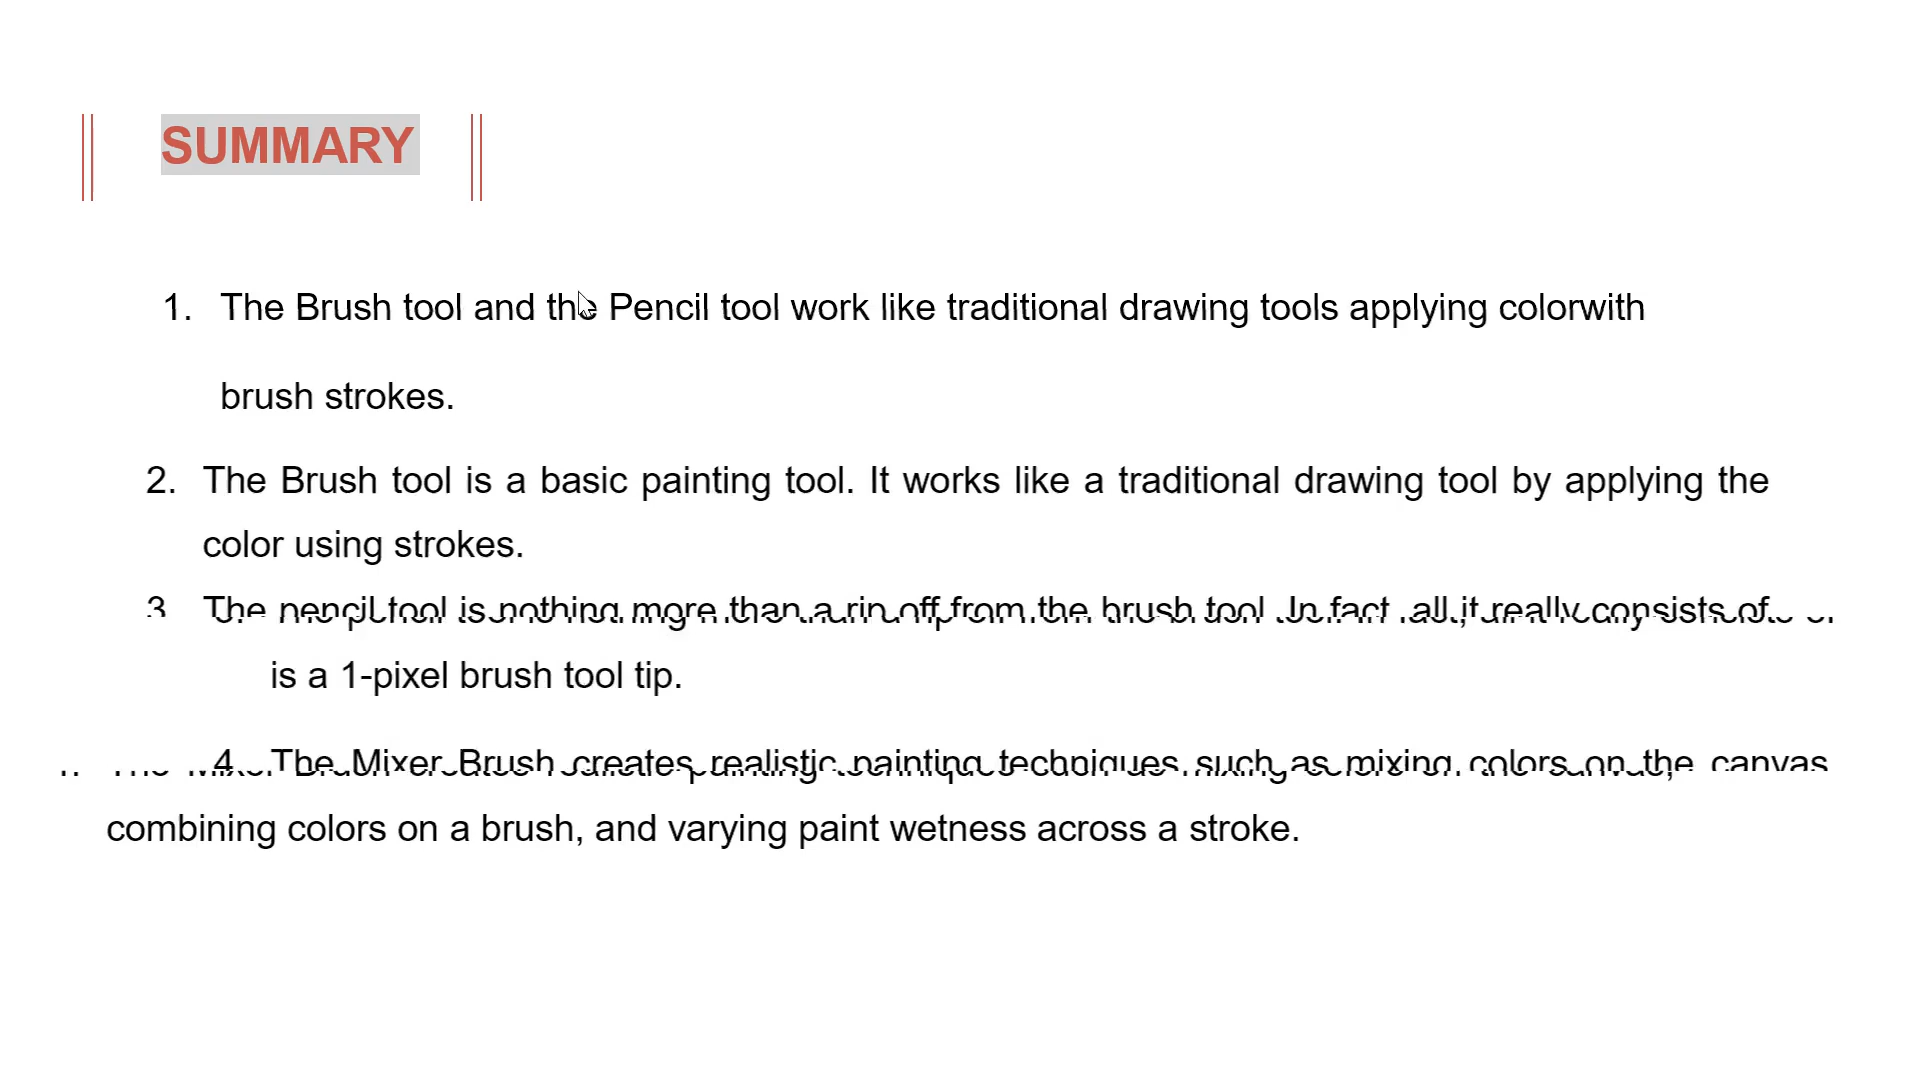 SUMMARY
1. The Brush tool and the Pencil tool work like traditional drawing tools applying colorwith
brush strokes.
2. The Brush tool is a basic painting tool. It works like a traditional drawing tool by applying the
color using strokes.
3 The pencil tool is nothing more than a rip off from the brush tool. In fact, all it really consists of
is a 1-pixel brush tool tip.
4. The Mixer Brush creates realistic painting techniques such as mixing colors on the canvas
combining colors on a brush, and varying paint wetness across a stroke.